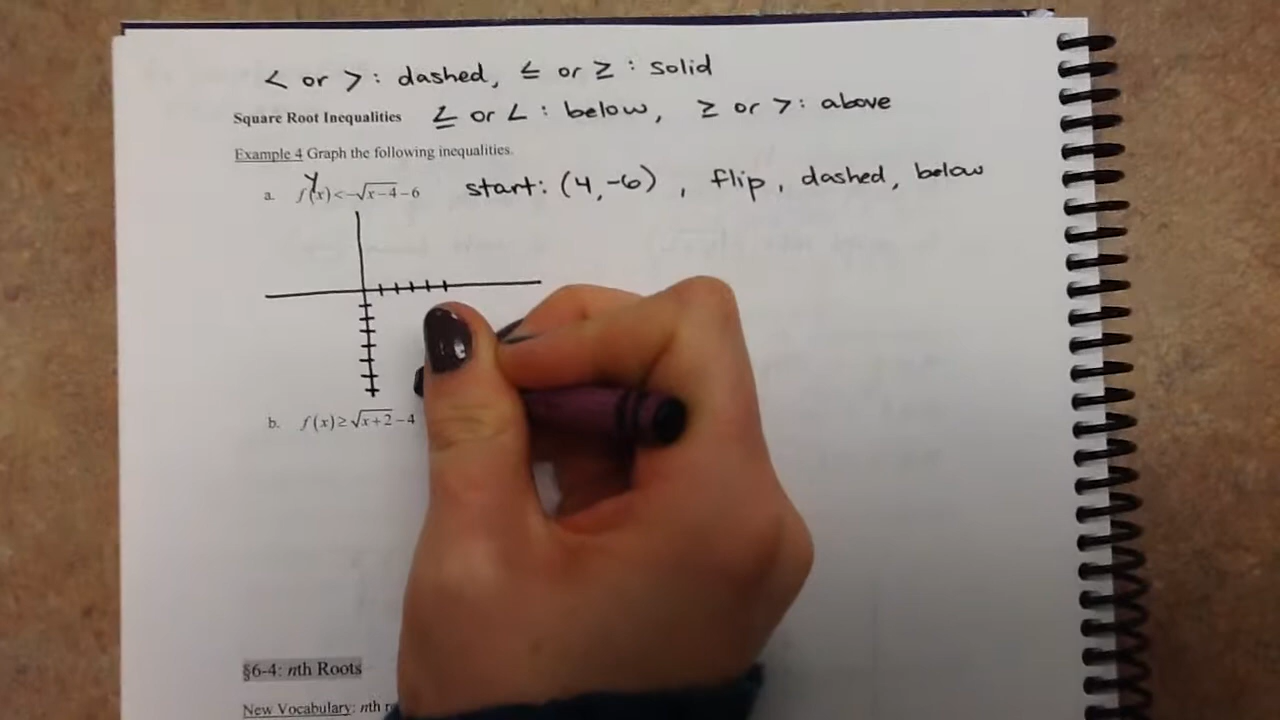 < or > : dashed, ≤ or ≥ : solid
Square Root Inequalities ≤ or < : below, ≥ or > : above
Example 4 Graph the following inequalities.
a. f(x) y < -√x-4 - 6 start: (4, -6), flip, dashed, below
b. f(x) ≥ √x+2 - 4
§6-4: nth Roots
New Vocabulary: nth